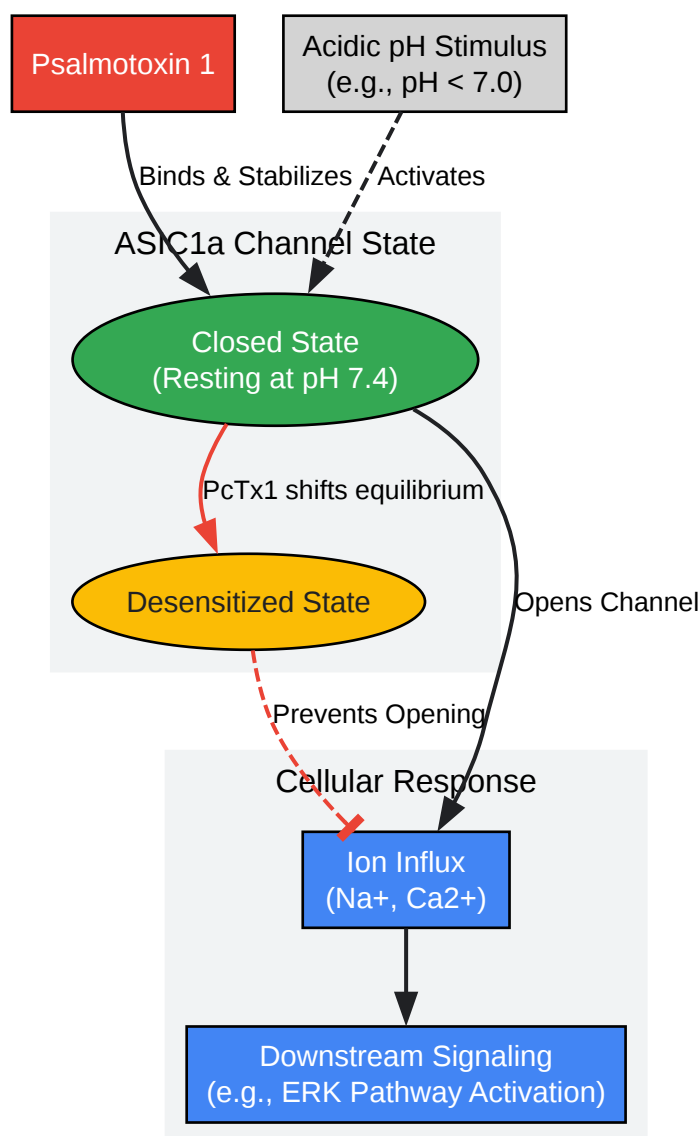 Psalmotoxin 1
Acidic pH Stimulus
(e.g., pH < 7.0)
Binds & Stabilizes
Activates
ASIC1a Channel State
Closed State
(Resting at pH 7.4)
PcTx1 shifts equilibrium
Desensitized State
Opens Channel
Prevents Opening
Cellular Response
Ion Influx
(Na+, Ca2+)
Downstream Signaling
(e.g., ERK Pathway Activation)